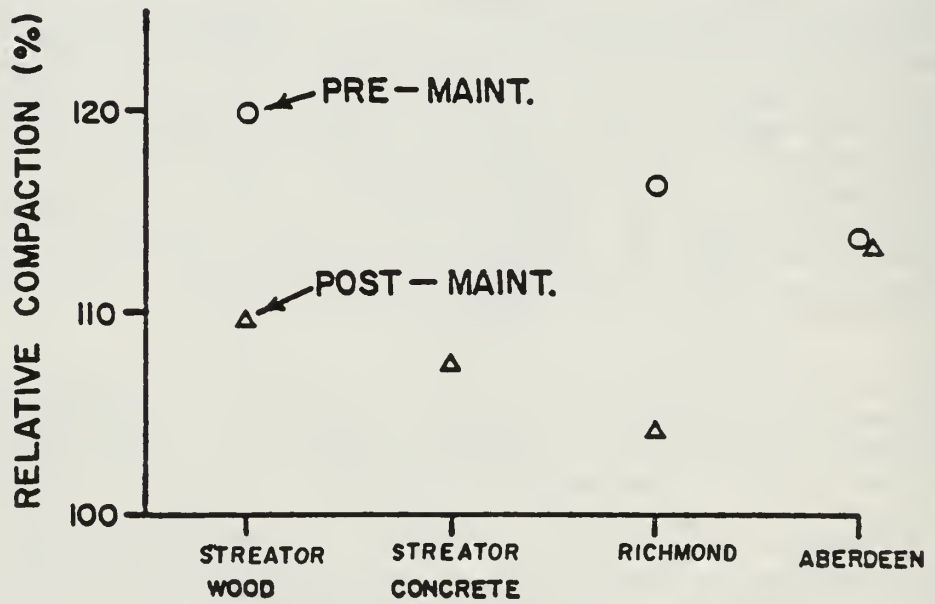 RELATIVE COMPACTION (%)
120
PRE-MAINT.
POST-MAINT.
110
100
STREATOR
WOOD
STREATOR
CONCRETE
RICHMOND
ABERDEEN